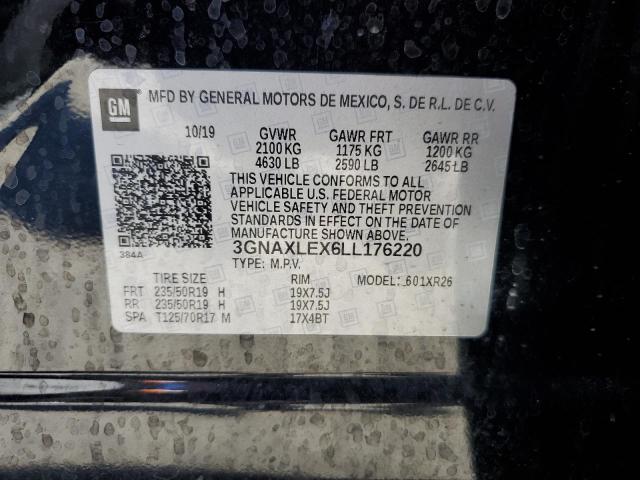 GM MFD BY GENERAL MOTORS DE MEXICO, S. DE R.L. DE C.V.
10/19 GVWR GAWR FRT GAWR RR
2100 KG 1175 KG 1200 KG
4630 LB 2590 LB 2645 LB
THIS VEHICLE CONFORMS TO ALL
APPLICABLE U.S. FEDERAL MOTOR
VEHICLE SAFETY AND THEFT PREVENTION
STANDARDS IN EFFECT ON THE DATE OF
MANUFACTURE SHOWN ABOVE.
384A 3GNAXLEX6LL176220
TYPE: M.P.V.
TIRE SIZE RIM MODEL: 601XR26
FRT 235/50R19 H 19X7.5J
RR 235/50R19 H 19X7.5J
SPA T125/70R17 M 17X4BT